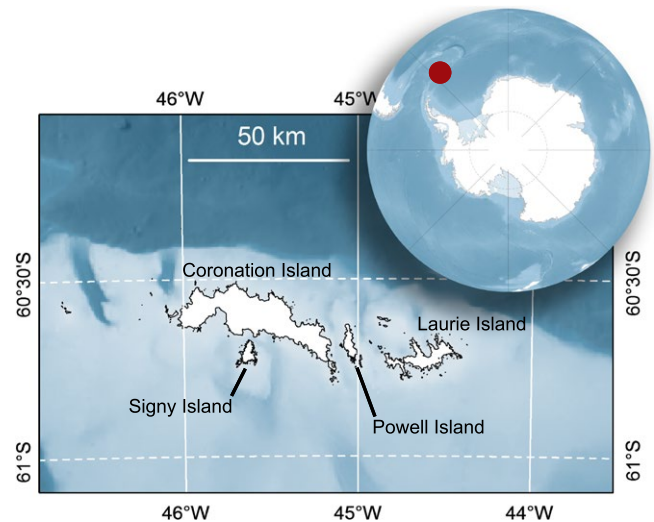 46°W
45°W
50 km
60°30'S
60°30'S
Coronation Island
Laurie Island
Signy Island
Powell Island
61°S
61°S
46°W
45°W
44°W